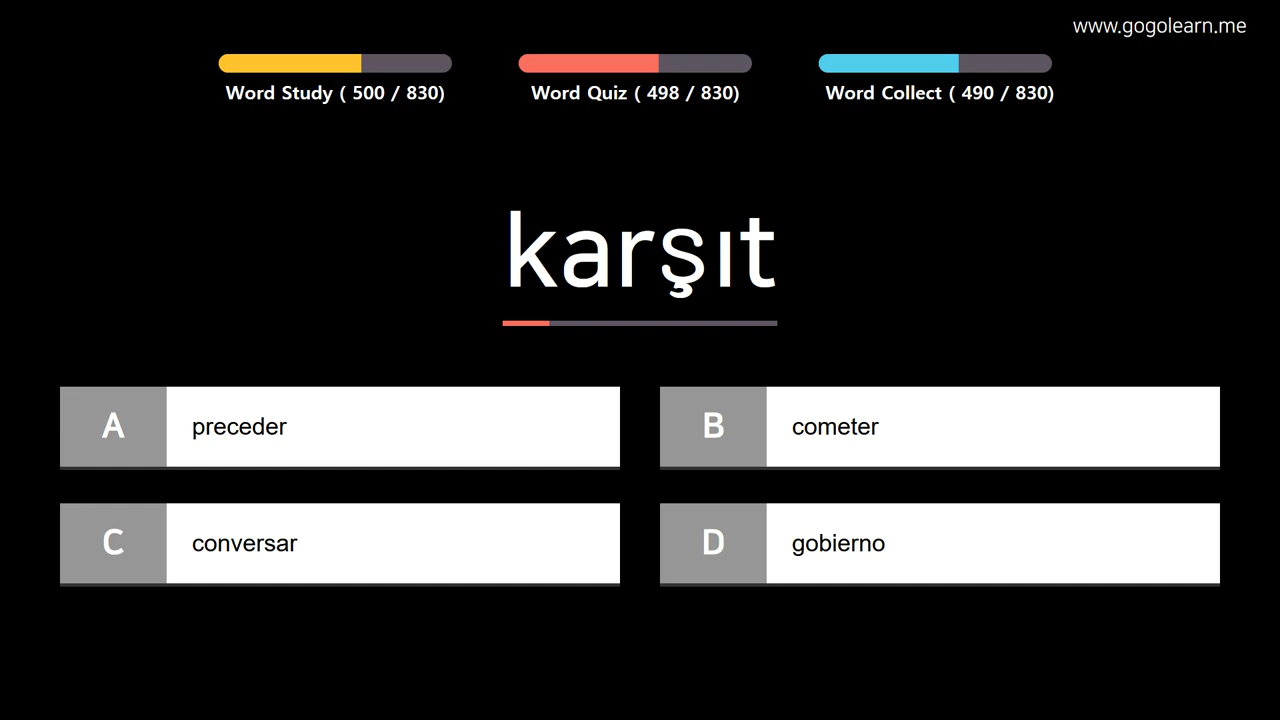 www.gogolearn.me
Word Study ( 500 / 830)
Word Quiz ( 498 / 830)
Word Collect ( 490 / 830)
karşıt
A preceder
B cometer
C conversar
D gobierno